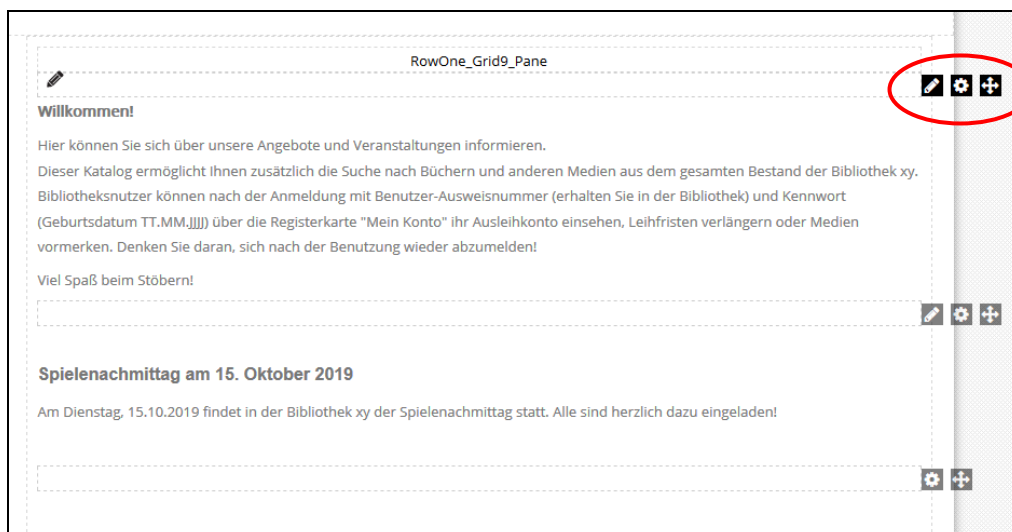 RowOne_Grid9_Pane
Willkommen!
Hier können Sie sich über unsere Angebote und Veranstaltungen informieren.
Dieser Katalog ermöglicht Ihnen zusätzlich die Suche nach Büchern und anderen Medien aus dem gesamten Bestand der Bibliothek xy.
Bibliotheksnutzer können nach der Anmeldung mit Benutzer-Ausweisnummer (erhalten Sie in der Bibliothek) und Kennwort
(Geburtsdatum TT.MM.JJJJ) über die Registerkarte "Mein Konto" ihr Ausleihkonto einsehen, Leihfristen verlängern oder Medien
vormerken. Denken Sie daran, sich nach der Benutzung wieder abzumelden!
Viel Spaß beim Stöbern!
Spielenachmittag am 15. Oktober 2019
Am Dienstag, 15.10.2019 findet in der Bibliothek xy der Spielenachmittag statt. Alle sind herzlich dazu eingeladen!